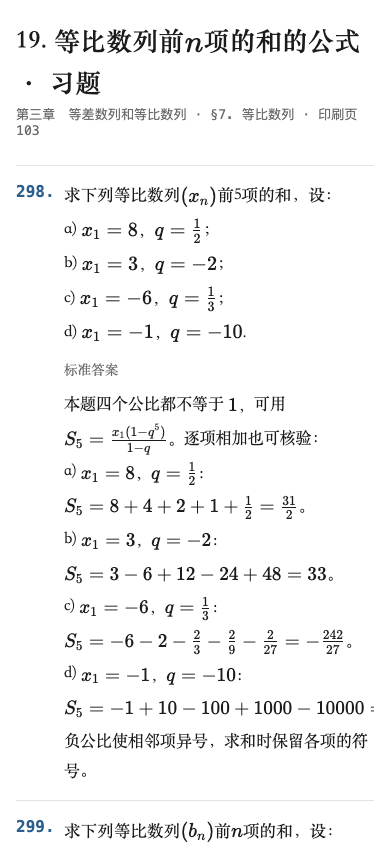 19. 等比数列前n项的和的公式
· 习题
第三章 等差数列和等比数列 · §7. 等比数列 · 印刷页
103
298. 求下列等比数列(xₙ)前5项的和，设：
a) x₁ = 8, q = 1/2;
b) x₁ = 3, q = −2;
c) x₁ = −6, q = 1/3;
d) x₁ = −1, q = −10.
标准答案
本题四个公比都不等于 1，可用
S₅ = x₁(1−q⁵)/(1−q)。逐项相加也可核验：
a) x₁ = 8, q = 1/2:
S₅ = 8 + 4 + 2 + 1 + 1/2 = 31/2。
b) x₁ = 3, q = −2:
S₅ = 3 − 6 + 12 − 24 + 48 = 33。
c) x₁ = −6, q = 1/3:
S₅ = −6 − 2 − 2/3 − 2/9 − 2/27 = −242/27。
d) x₁ = −1, q = −10:
S₅ = −1 + 10 − 100 + 1000 − 10000 =
负公比使相邻项异号，求和时保留各项的符
号。
299. 求下列等比数列(bₙ)前n项的和，设：